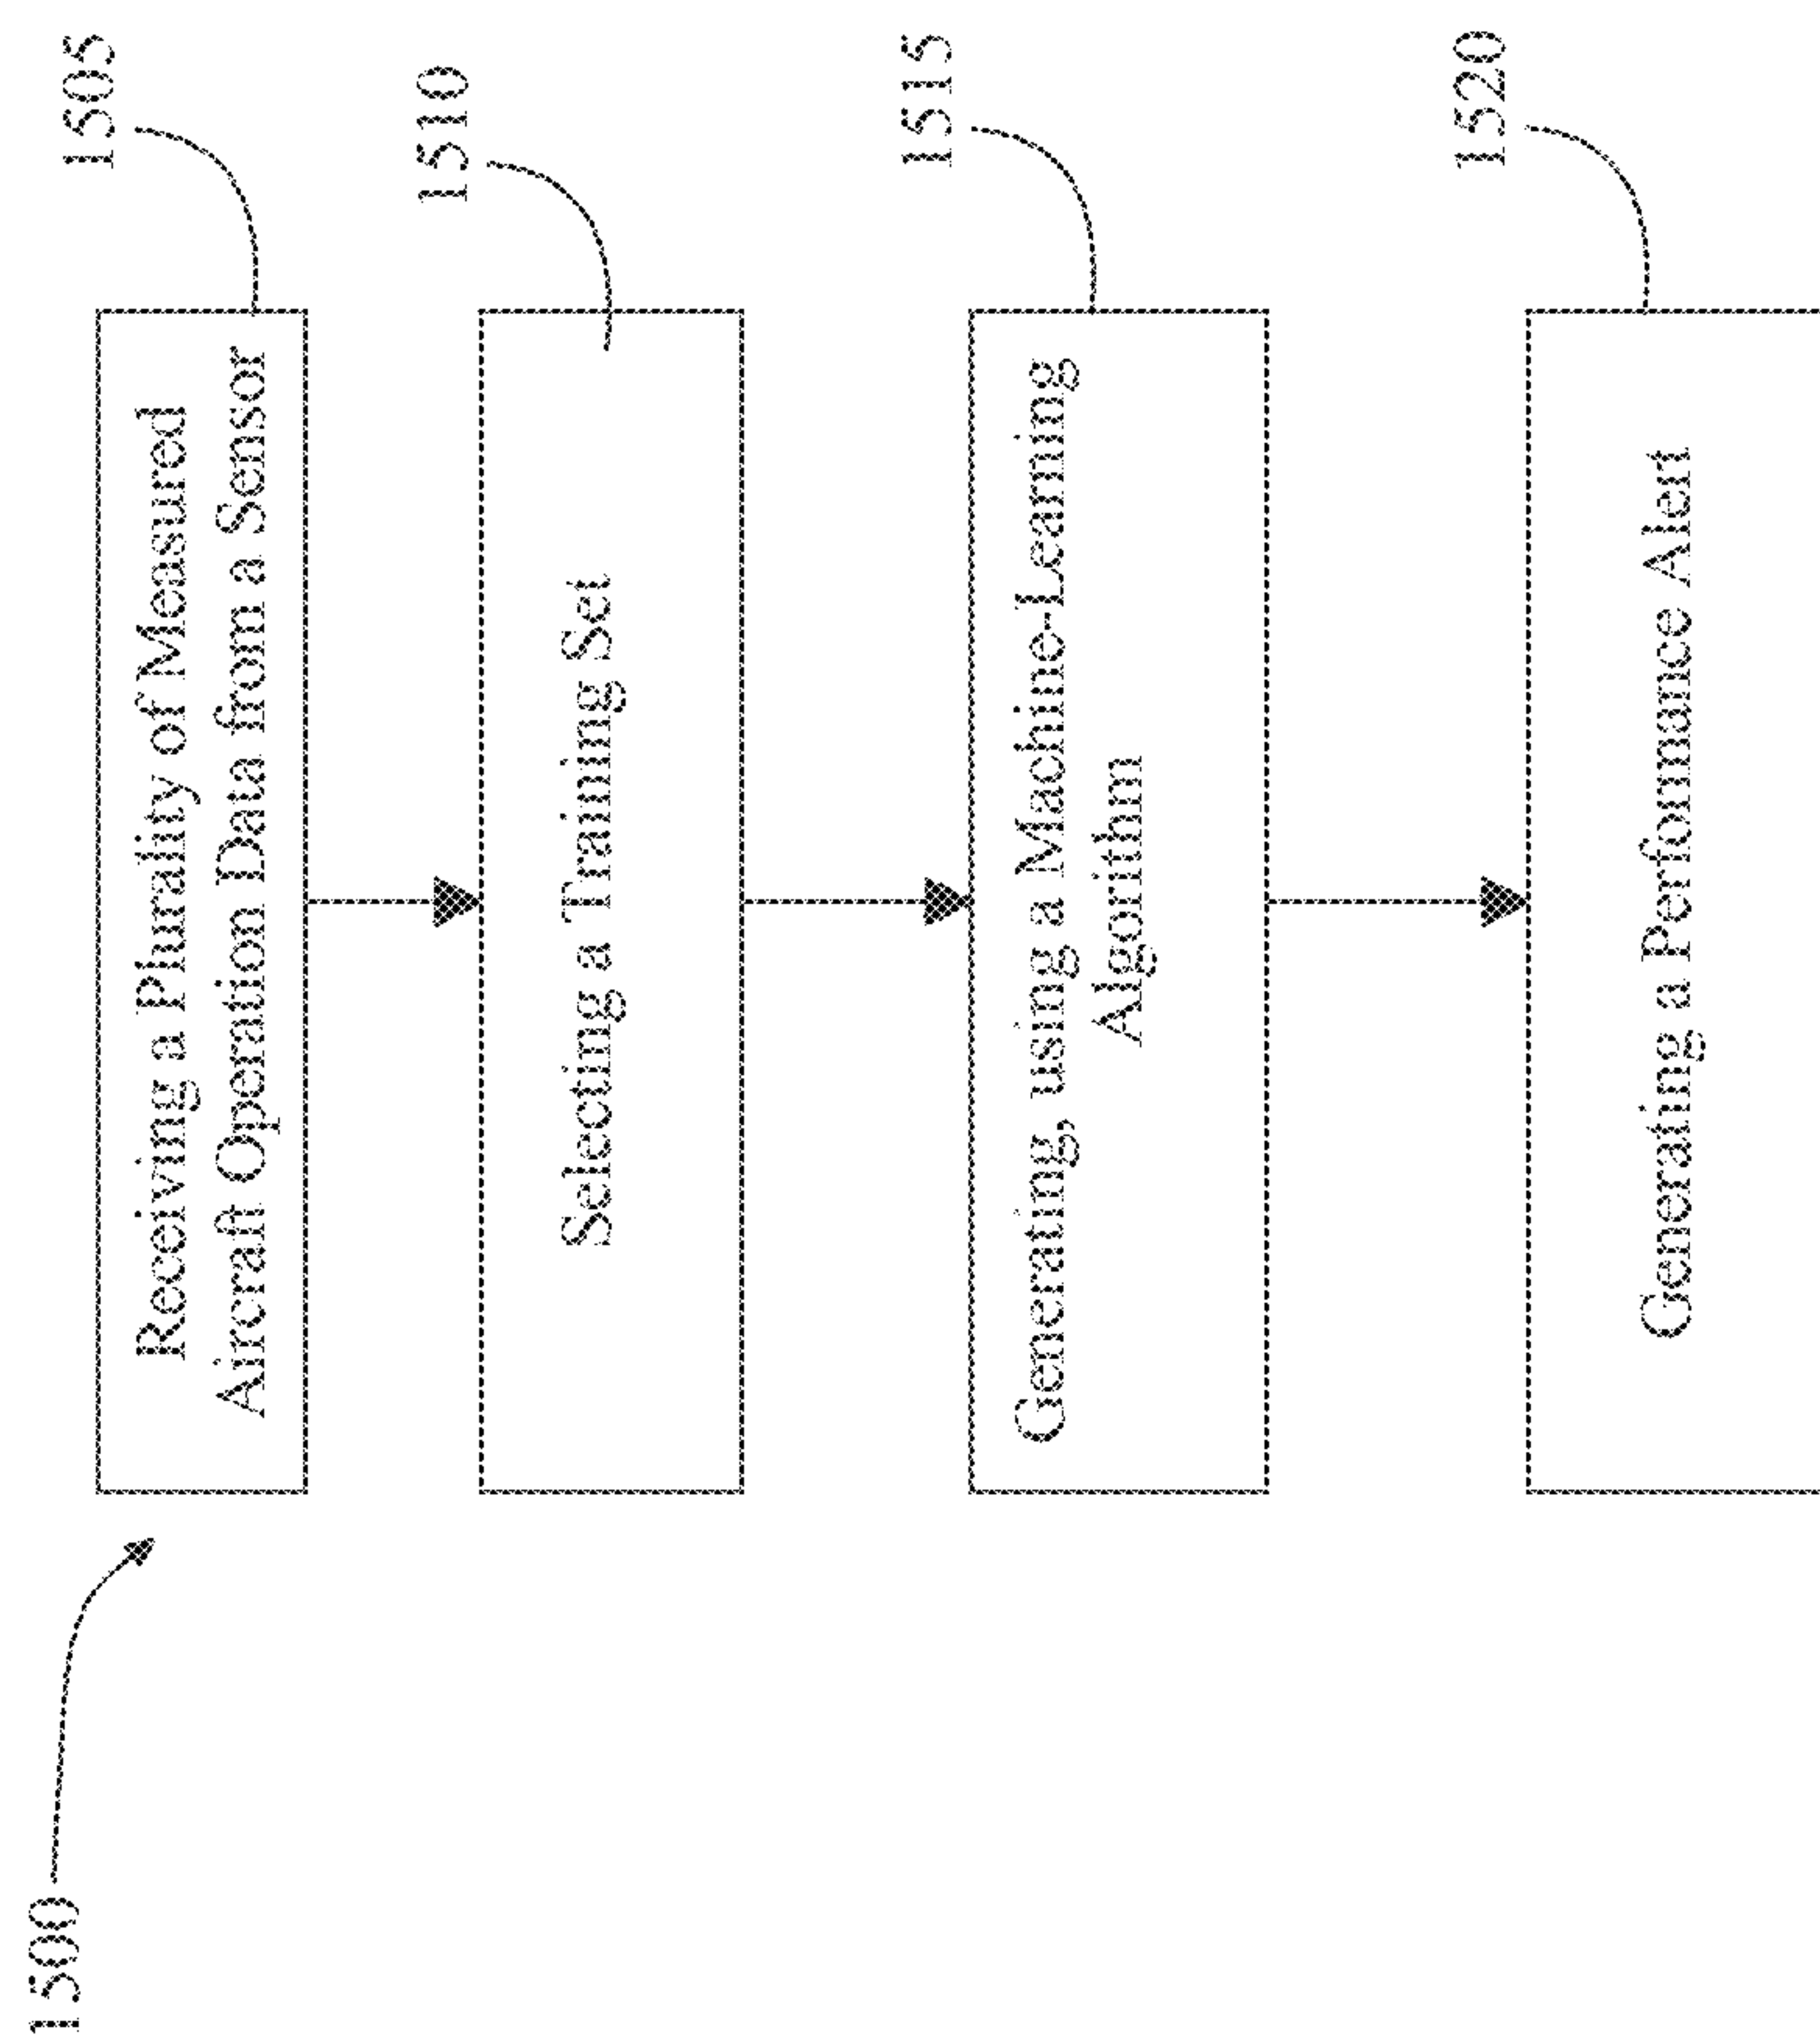 1500
1505
Receiving a Plurality of Measured
Aircraft Operation Data from a Sensor
1510
Selecting a Training Set
1515
Generating, using a Machine-Learning
Algorithm
1520
Generating a Performance Alert